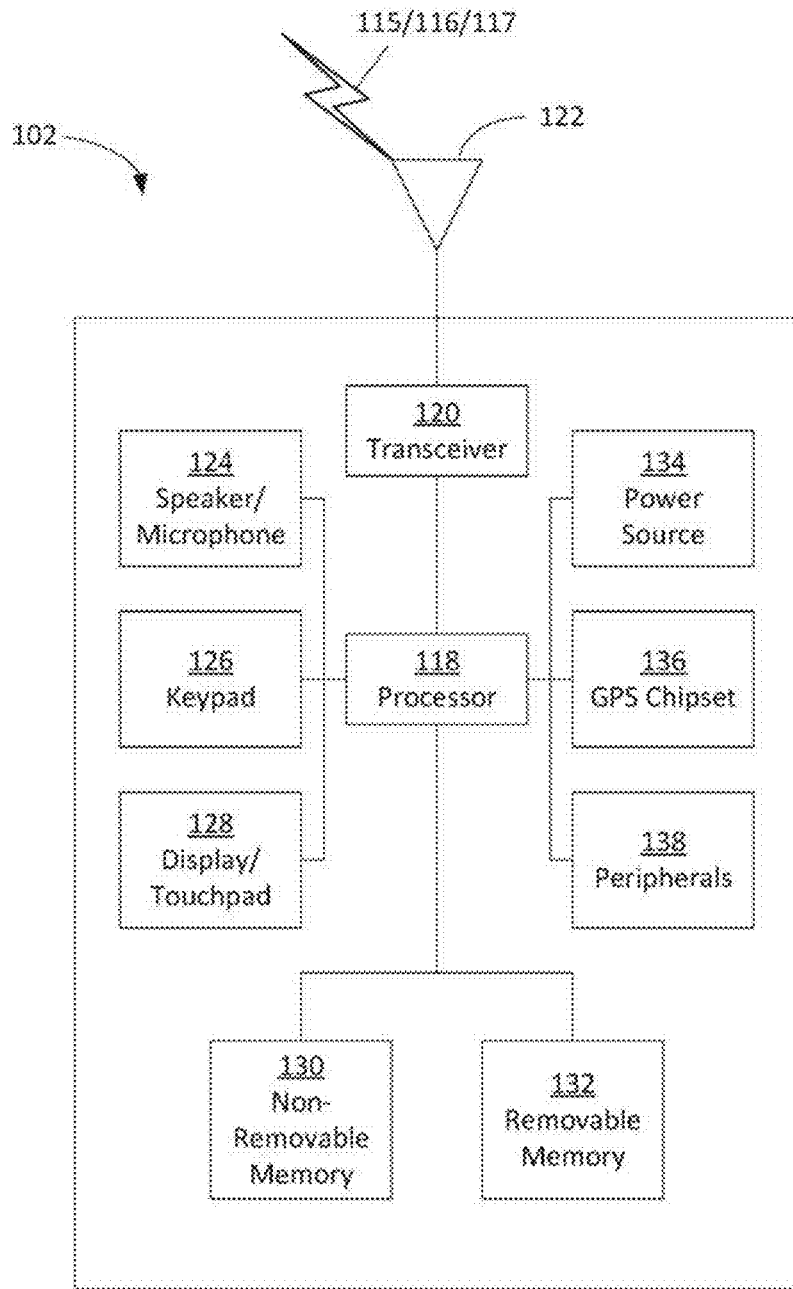 115/116/117
102
122
120
Transceiver
124
Speaker/
Microphone
134
Power
Source
126
Keypad
118
Processor
136
GPS Chipset
128
Display/
Touchpad
138
Peripherals
130
Non-
Removable
Memory
132
Removable
Memory